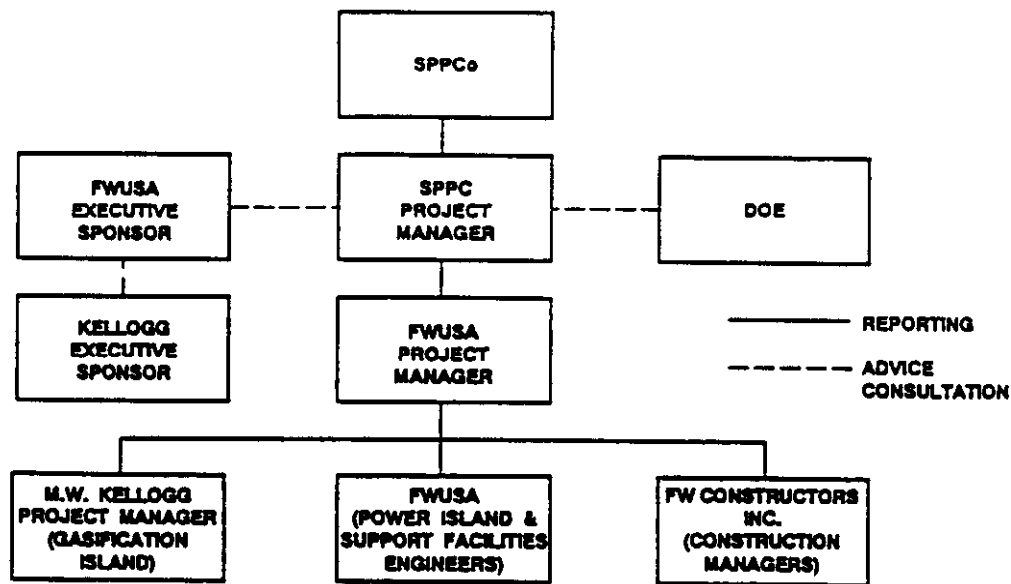 SPPCo
FWUSA
EXECUTIVE
SPONSOR
SPPC
PROJECT
MANAGER
DOE
KELLOGG
EXECUTIVE
SPONSOR
FWUSA
PROJECT
MANAGER
REPORTING
ADVICE
CONSULTATION
M.W. KELLOGG
PROJECT MANAGER
(GASIFICATION
ISLAND)
FWUSA
(POWER ISLAND &
SUPPORT FACILITIES
ENGINEERS)
FW CONSTRUCTORS
INC.
(CONSTRUCTION
MANAGERS)